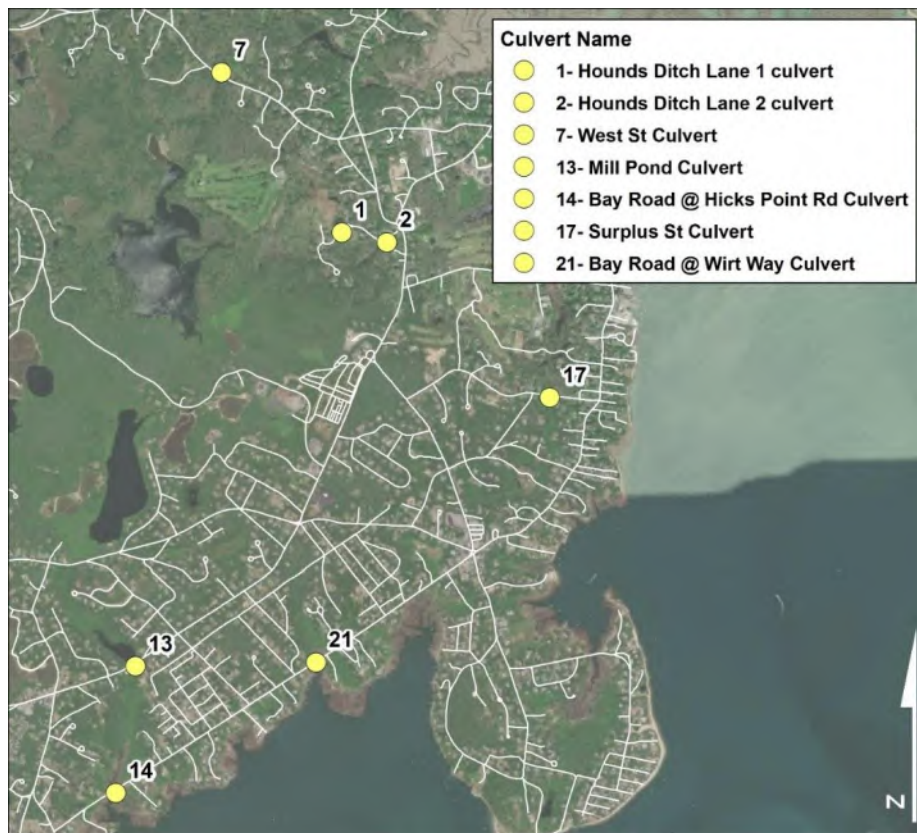 Culvert Name
1- Hounds Ditch Lane 1 culvert
2- Hounds Ditch Lane 2 culvert
7- West St Culvert
13- Mill Pond Culvert
14- Bay Road @ Hicks Point Rd Culvert
17- Surplus St Culvert
21- Bay Road @ Wirt Way Culvert
7
1
2
17
13
21
14
N